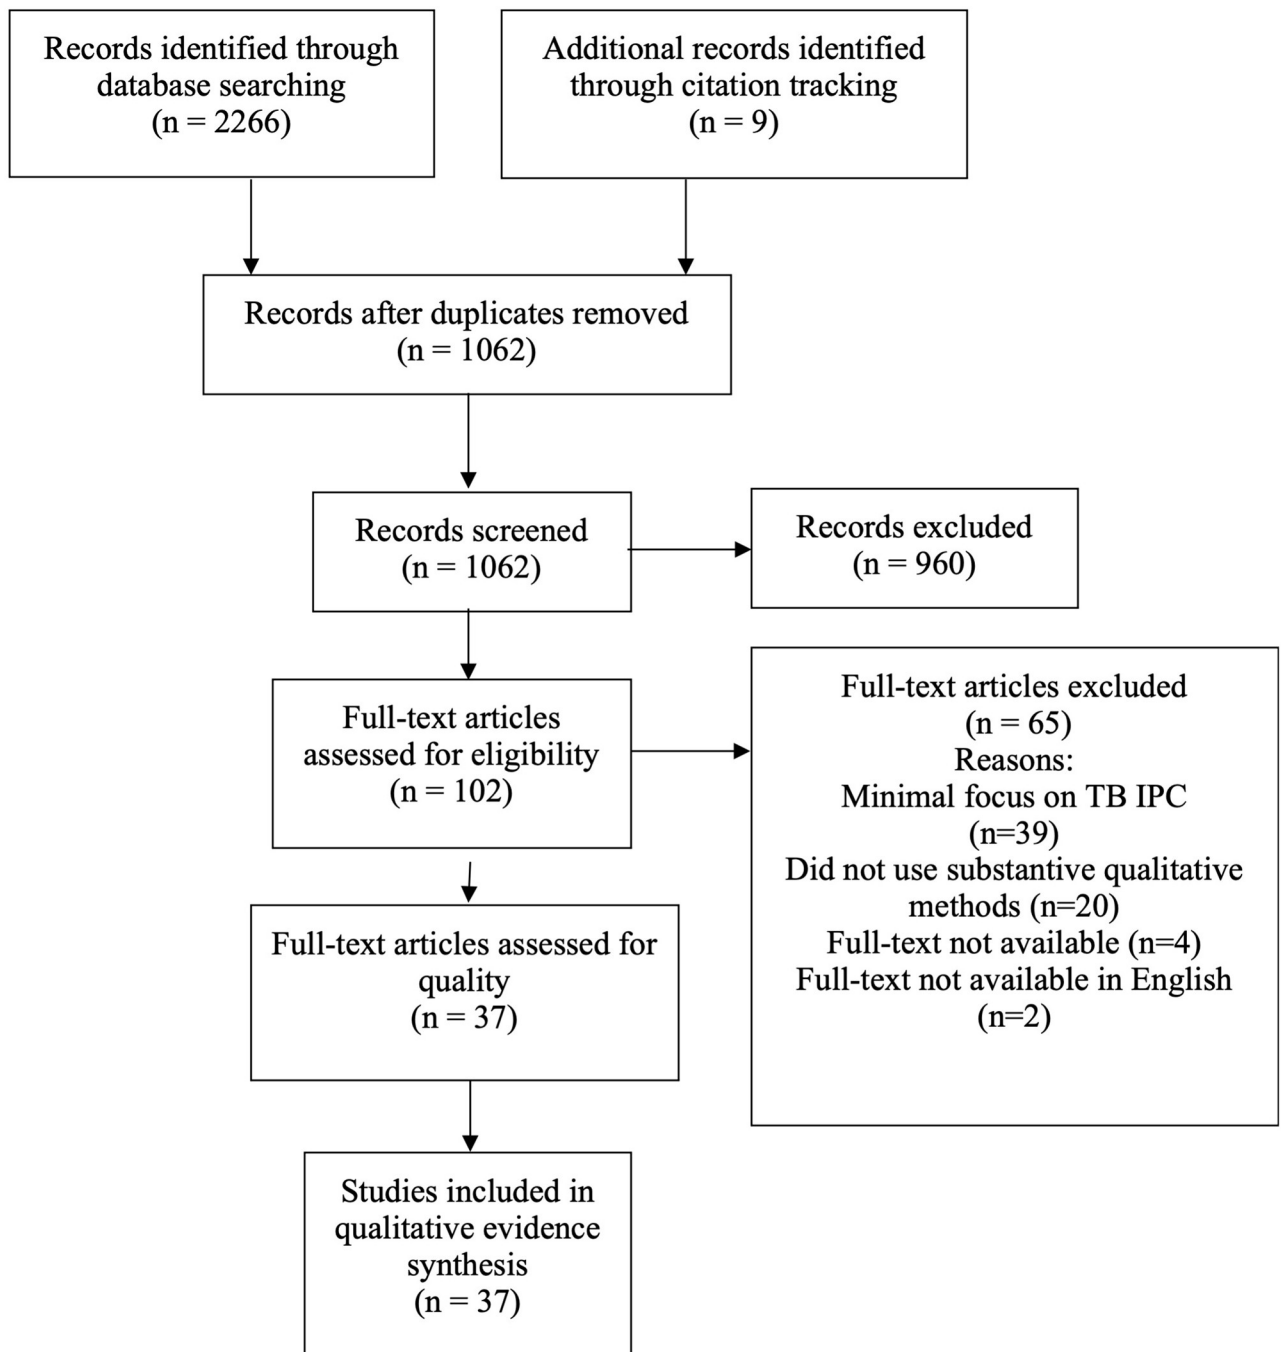 Records identified through
database searching
(n = 2266)
Additional records identified
through citation tracking
(n = 9)
Records after duplicates removed
(n = 1062)
Records screened
(n = 1062)
Records excluded
(n = 960)
Full-text articles
assessed for eligibility
(n = 102)
Full-text articles excluded
(n = 65)
Reasons:
Minimal focus on TB IPC
(n=39)
Did not use substantive qualitative
methods (n=20)
Full-text not available (n=4)
Full-text not available in English
(n=2)
Full-text articles assessed for
quality
(n = 37)
Studies included in
qualitative evidence
synthesis
(n = 37)